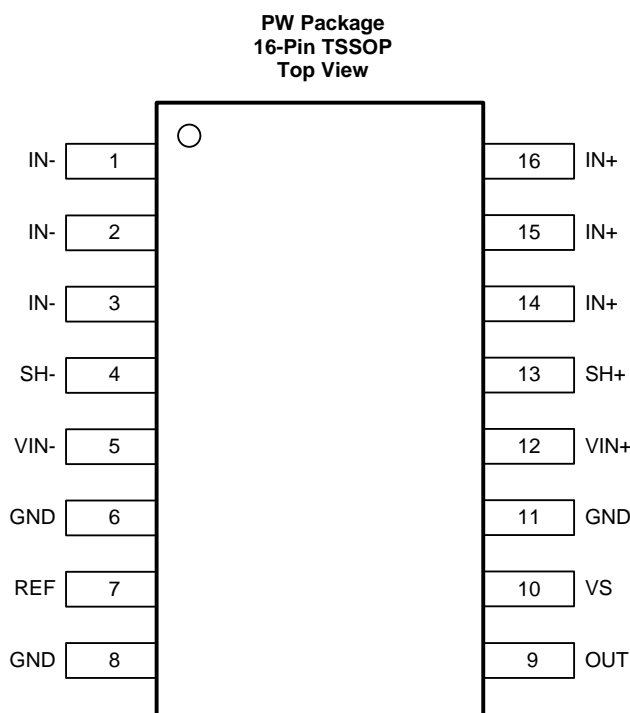 PW Package
16-Pin TSSOP
Top View
IN- 1 16 IN+
IN- 2 15 IN+
IN- 3 14 IN+
SH- 4 13 SH+
VIN- 5 12 VIN+
GND 6 11 GND
REF 7 10 VS
GND 8 9 OUT